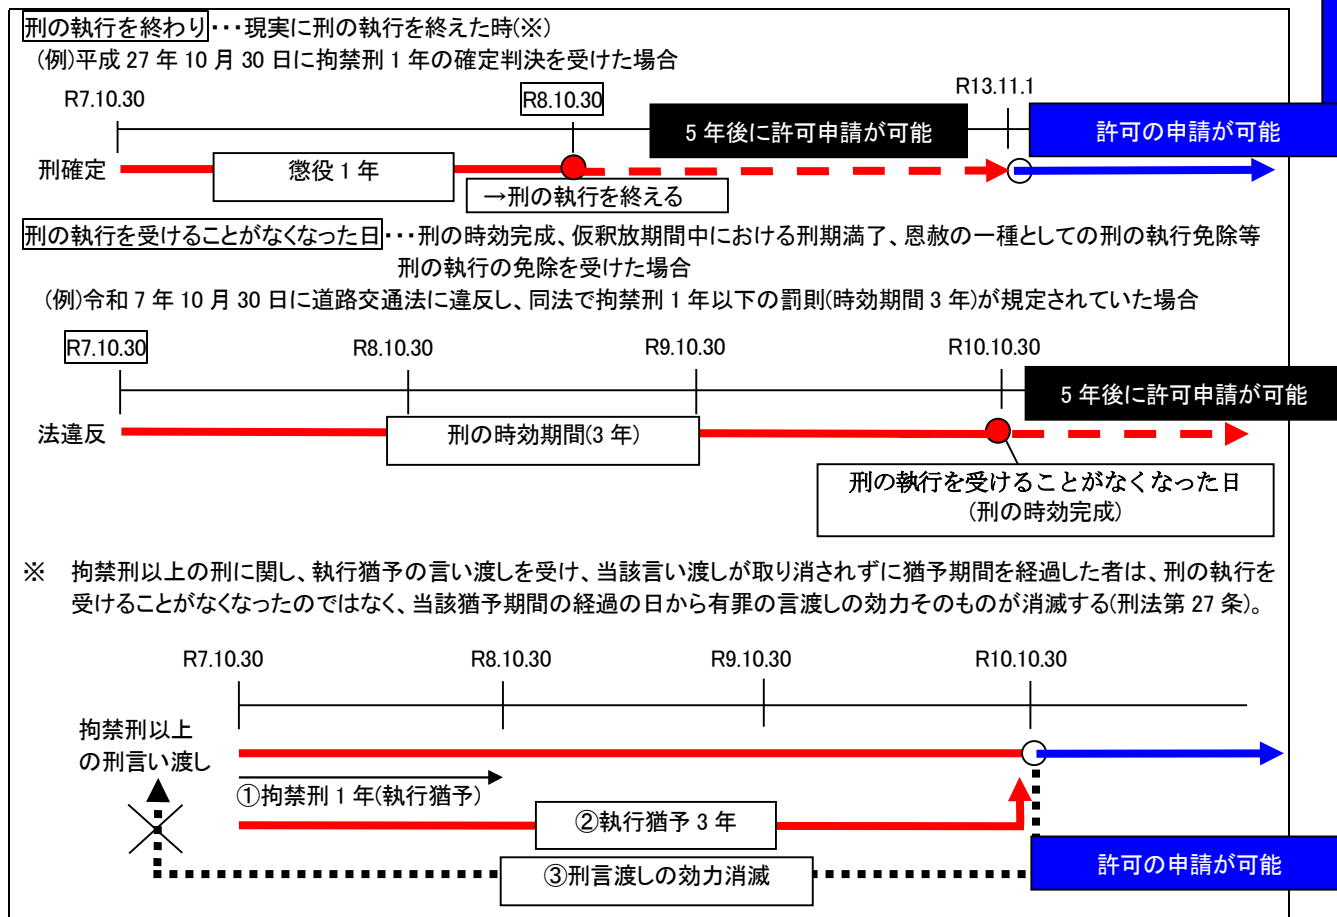 刑の執行を終わり・・・現実に刑の執行を終えた時(※)
(例)平成 27 年 10 月 30 日に拘禁刑 1 年の確定判決を受けた場合
R7.10.30
R8.10.30
R13.11.1
5 年後に許可申請が可能
許可の申請が可能
刑確定
懲役 1 年
→刑の執行を終える
刑の執行を受けることがなくなった日・・・刑の時効完成、仮釈放期間中における刑期満了、恩赦の一種としての刑の執行免除等
刑の執行の免除を受けた場合
(例)令和 7 年 10 月 30 日に道路交通法に違反し、同法で拘禁刑 1 年以下の罰則(時効期間 3 年)が規定されていた場合
R7.10.30
R8.10.30
R9.10.30
R10.10.30
5 年後に許可申請が可能
法違反
刑の時効期間(3 年)
刑の執行を受けることがなくなった日
(刑の時効完成)
※ 拘禁刑以上の刑に関し、執行猶予の言い渡しを受け、当該言い渡しが取り消されずに猶予期間を経過した者は、刑の執行を
受けることがなくなったのではなく、当該猶予期間の経過の日から有罪の言渡しの効力そのものが消滅する(刑法第 27 条)。
R7.10.30
R8.10.30
R9.10.30
R10.10.30
拘禁刑以上
の刑言い渡し
①拘禁刑 1 年(執行猶予)
②執行猶予 3 年
許可の申請が可能
③刑言渡しの効力消滅